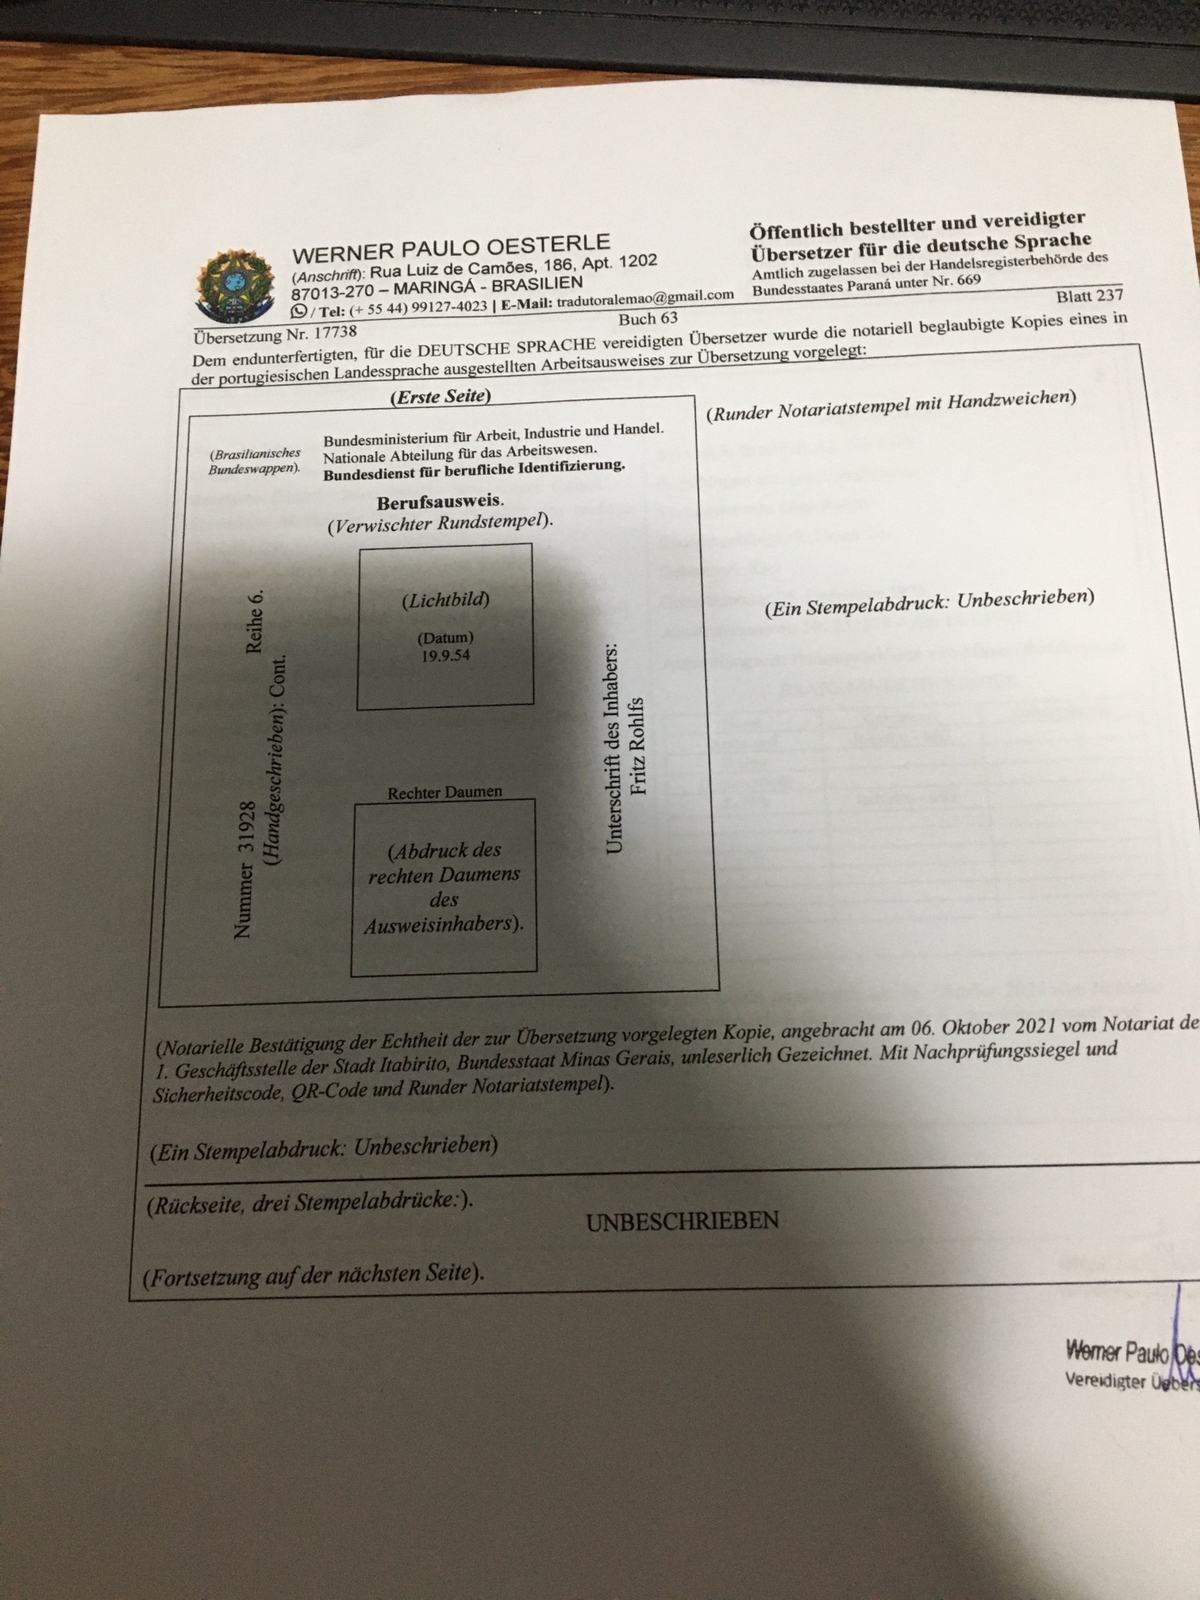 WERNER PAULO OESTERLE
(Anschrift): Rua Luiz de Camões, 186, Apt. 1202
87013-270 – MARINGÁ - BRASILIEN
/ Tel: (+ 55 44) 99127-4023 | E-Mail: tradutoralemao@gmail.com
Öffentlich bestellter und vereidigter
Übersetzer für die deutsche Sprache
Amtlich zugelassen bei der Handelsregisterbehörde des
Bundesstaates Paraná unter Nr. 669
Übersetzung Nr. 17738 Buch 63 Blatt 237
Dem endunterfertigten, für die DEUTSCHE SPRACHE vereidigten Übersetzer wurde die notariell beglaubigte Kopies eines in
der portugiesischen Landessprache ausgestellten Arbeitsausweises zur Übersetzung vorgelegt:
(Erste Seite)
(Brasilianisches
Bundeswappen).
Bundesministerium für Arbeit, Industrie und Handel.
Nationale Abteilung für das Arbeitswesen.
Bundesdienst für berufliche Identifizierung.
Berufsausweis.
(Verwischter Rundstempel).
Nummer 31928 Reihe 6.
(Handgeschrieben): Cont.
(Lichtbild)
(Datum)
19.9.54
Rechter Daumen
(Abdruck des
rechten Daumens
des
Ausweisinhabers).
Unterschrift des Inhabers:
Fritz Rohlfs
(Runder Notariatstempel mit Handzweichen)
(Ein Stempelabdruck: Unbeschrieben)
(Notarielle Bestätigung der Echtheit der zur Übersetzung vorgelegten Kopie, angebracht am 06. Oktober 2021 vom Notariat de
1. Geschäftsstelle der Stadt Itabirito, Bundesstaat Minas Gerais, unleserlich Gezeichnet. Mit Nachprüfungssiegel und
Sicherheitscode, QR-Code und Runder Notariatstempel).
(Ein Stempelabdruck: Unbeschrieben)
(Rückseite, drei Stempelabdrücke:).
UNBESCHRIEBEN
(Fortsetzung auf der nächsten Seite).
Werner Paulo Oes
Vereidigter Uebers